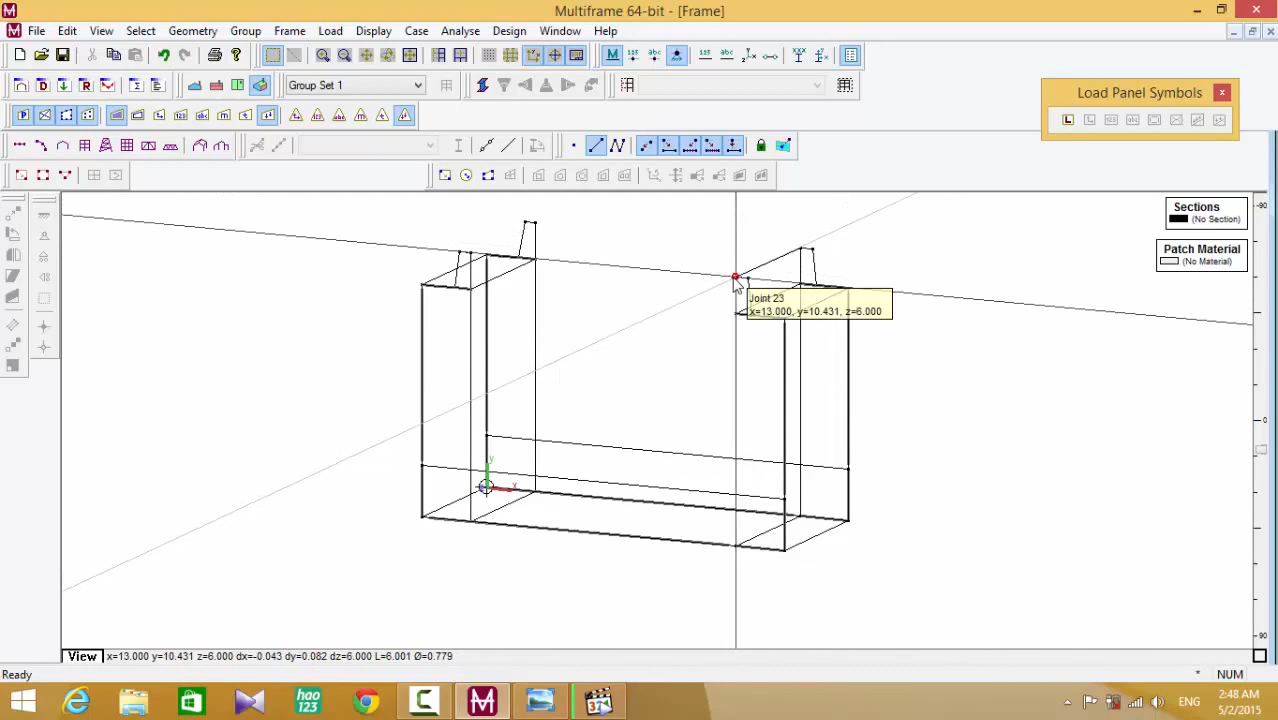 Multiframe 64-bit - [Frame]
File Edit View Select Geometry Group Frame Load Display Case Analyse Design Window Help
Group Set 1
Load Panel Symbols
Sections
(No Section)
Patch Material
(No Material)
-90
0
-90
Joint 23
x=13.000, y=10.431, z=6.000
y
x
View x=13.000 y=10.431 z=6.000 dx=-0.043 dy=0.082 dz=6.000 L=6.001 Ø=0.779
Ready
NUM
hao
123
ENG
2:48 AM
5/2/2015